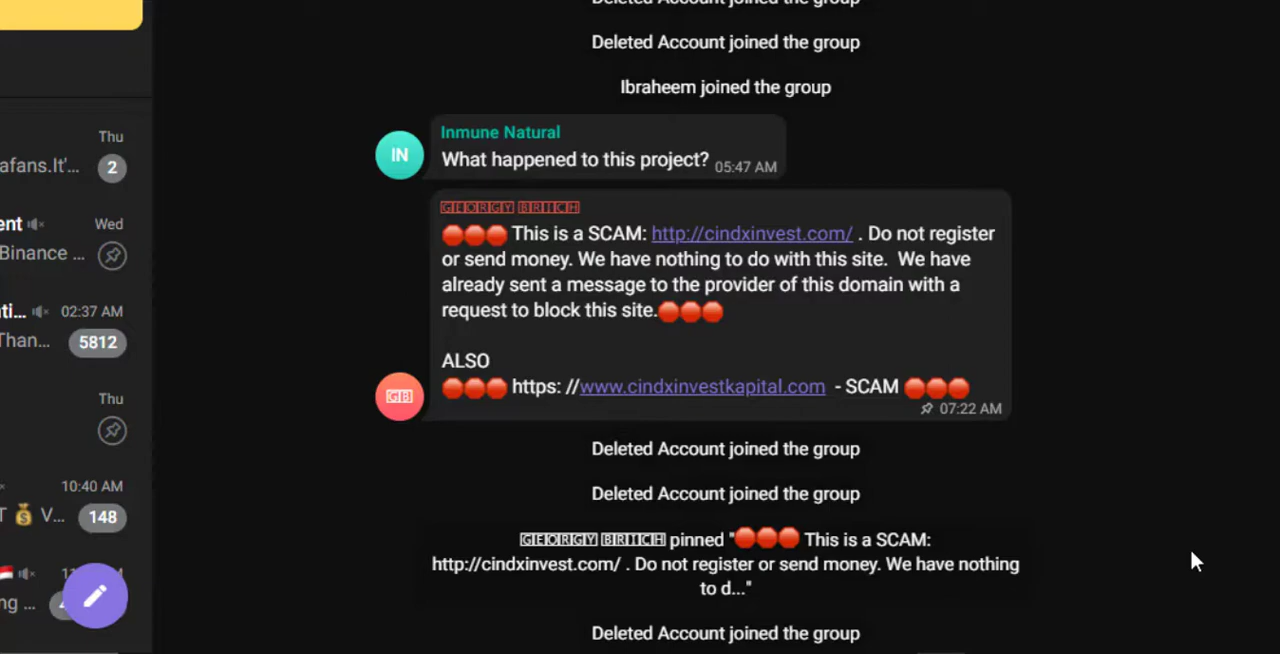 Deleted Account joined the group
Deleted Account joined the group
Ibraheem joined the group
Thu
afans.It'...
2
IN
Inmune Natural
What happened to this project?
05:47 AM
ent
Wed
Binance ...
GEORGY BRICH
🔴🔴🔴 This is a SCAM: http://cindxinvest.com/ . Do not register
or send money. We have nothing to do with this site.  We have
already sent a message to the provider of this domain with a
request to block this site.🔴🔴🔴
ALSO
🔴🔴🔴 https: //www.cindxinvestkapital.com  - SCAM 🔴🔴🔴
07:22 AM
GB
ti...
02:37 AM
Than...
5812
Thu
10:40 AM
T 💰 V...
148
ng ...
Deleted Account joined the group
Deleted Account joined the group
GEORGY BRICH pinned "🔴🔴🔴 This is a SCAM:
http://cindxinvest.com/ . Do not register or send money. We have nothing
to d..."
Deleted Account joined the group